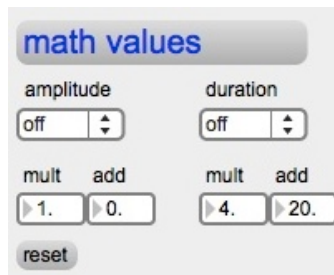 math values
amplitude duration
off off
mult add mult add
1. 0. 4. 20.
reset